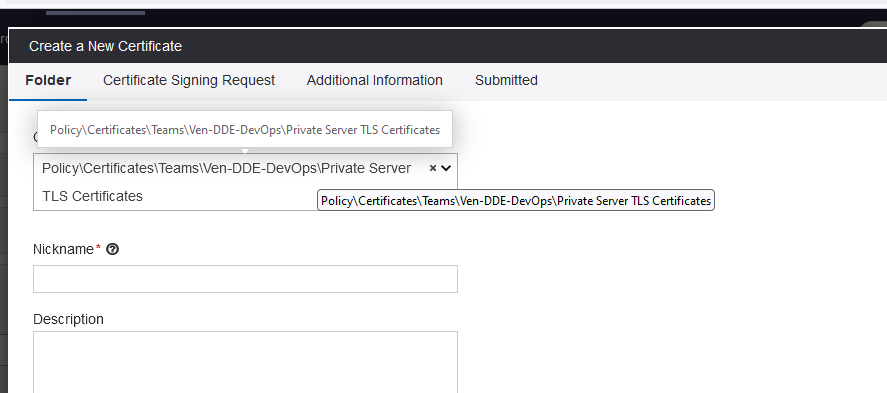 Create a New Certificate
Folder Certificate Signing Request Additional Information Submitted
Policy\Certificates\Teams\Ven-DDE-DevOps\Private Server TLS Certificates
Policy\Certificates\Teams\Ven-DDE-DevOps\Private Server
TLS Certificates
Policy\Certificates\Teams\Ven-DDE-DevOps\Private Server TLS Certificates
Nickname*
Description